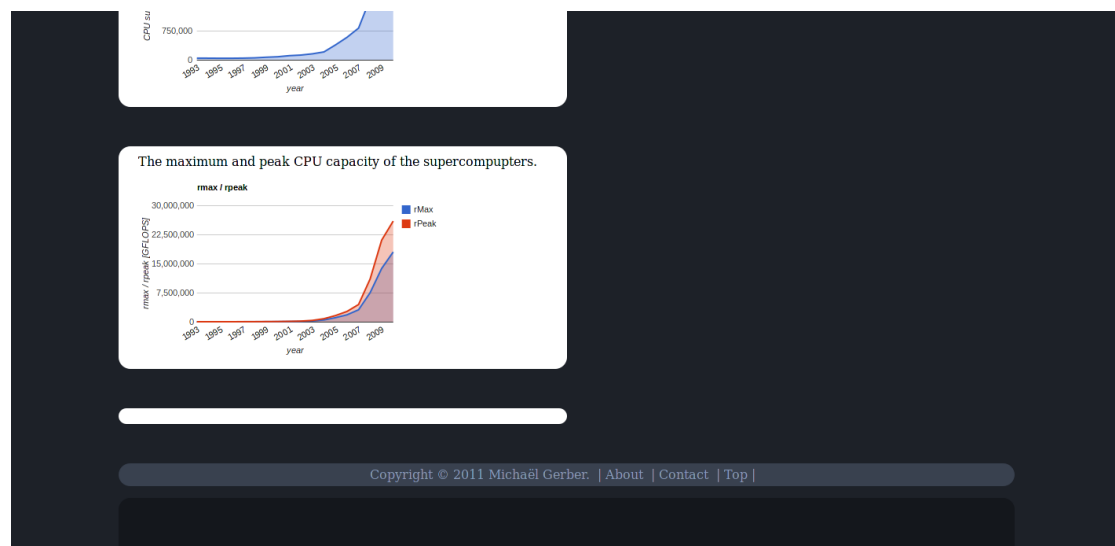 CPU su
750,000
0
1993 1995 1997 1999 2001 2003 2005 2007 2009
year
The maximum and peak CPU capacity of the supercompupters.
rmax / rpeak
30,000,000
22,500,000
15,000,000
7,500,000
0
rmax / rpeak [GFLOPS]
rMax
rPeak
1993 1995 1997 1999 2001 2003 2005 2007 2009
year
Copyright © 2011 Michaël Gerber. | About | Contact | Top |